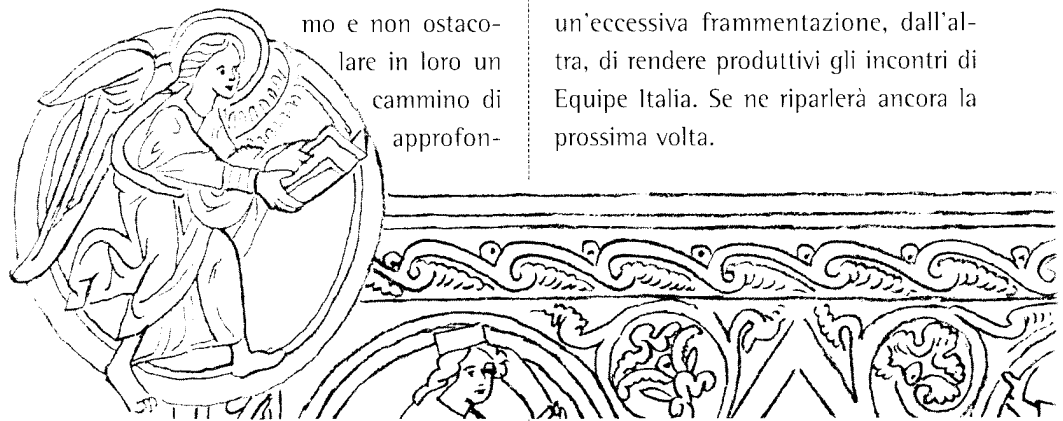 mo e non ostaco-
lare in loro un
cammino di
approfon-
un'eccessiva frammentazione, dall'al-
tra, di rendere produttivi gli incontri di
Equipe Italia. Se ne riparlerà ancora la
prossima volta.